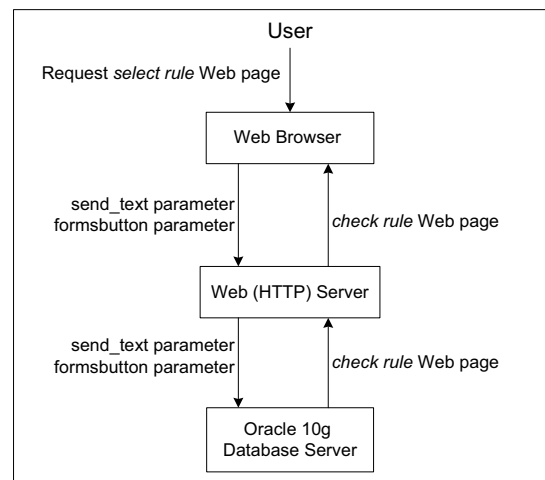 User
Request select rule Web page
Web Browser
send_text parameter
formsbutton parameter
check rule Web page
Web (HTTP) Server
send_text parameter
formsbutton parameter
check rule Web page
Oracle 10g
Database Server